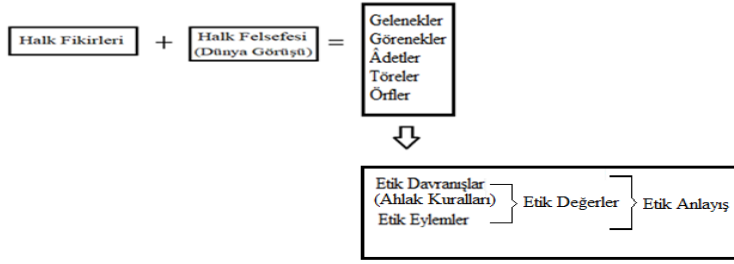 Halk Fikirleri + Halk Felsefesi =
(Dünya Görüşü)
Gelenekler
Görenekler
Âdetler
Töreler
Örfler
Etik Davranışlar
(Ahlak Kuralları)
Etik Eylemler
Etik Değerler
Etik Anlayış